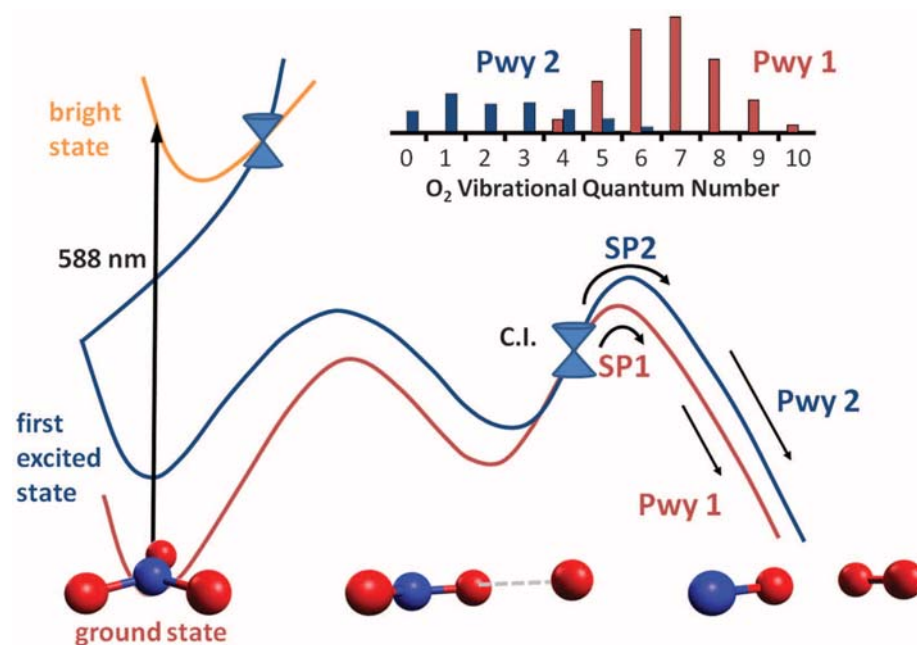 Pwy 2
Pwy 1
0 1 2 3 4 5 6 7 8 9 10
O₂ Vibrational Quantum Number
bright
state
588 nm
SP2
C.I.
SP1
Pwy 2
first
excited
state
Pwy 1
ground state